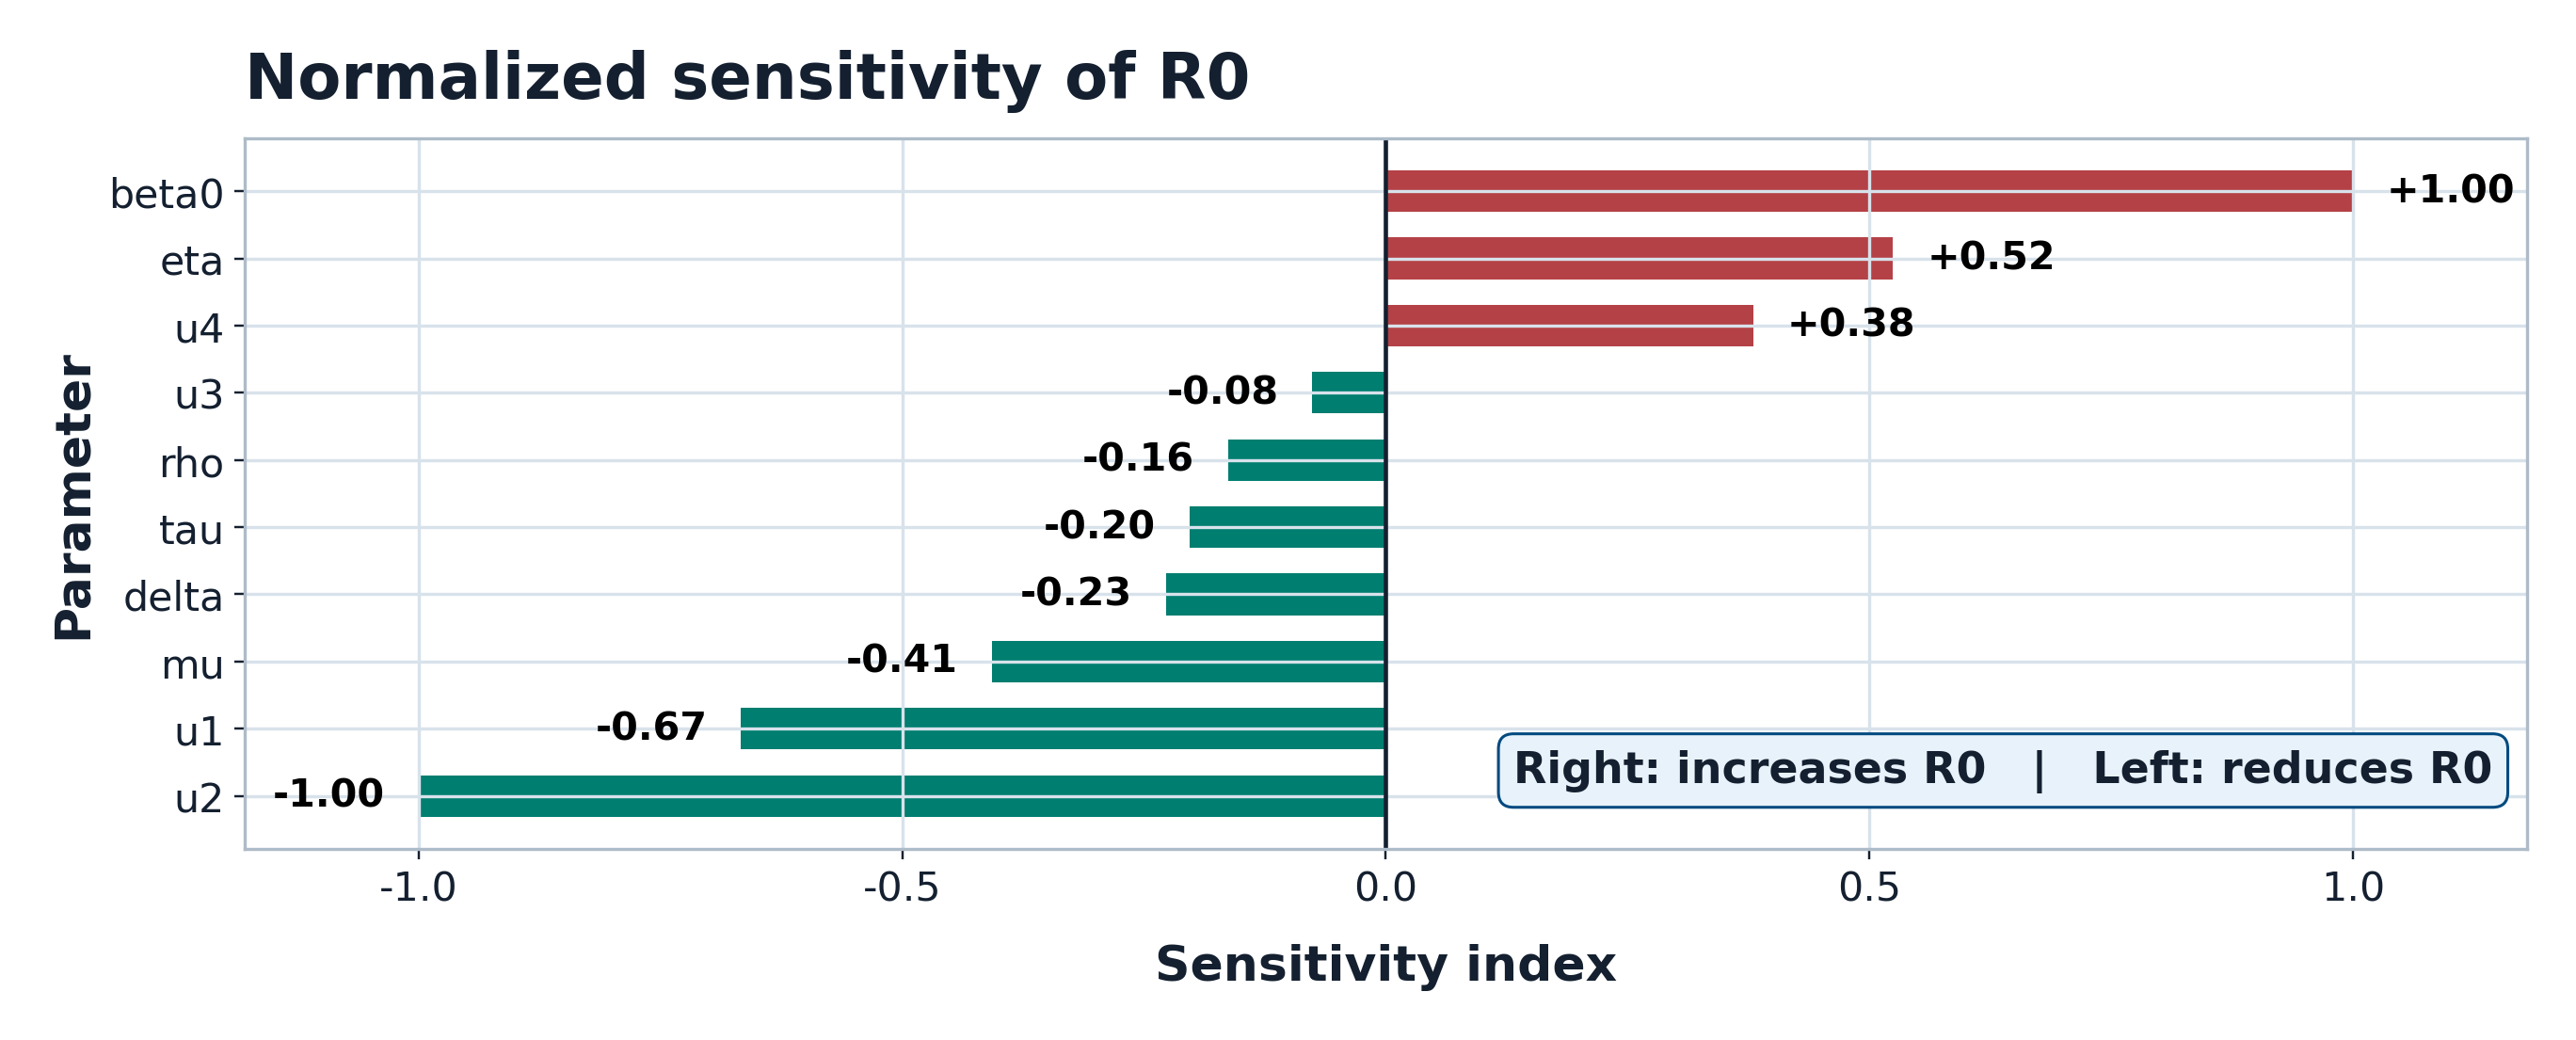 Normalized sensitivity of R0
Parameter
beta0 +1.00
eta +0.52
u4 +0.38
u3 -0.08
rho -0.16
tau -0.20
delta -0.23
mu -0.41
u1 -0.67
Right: increases R0 | Left: reduces R0
u2 -1.00
-1.0 -0.5 0.0 0.5 1.0
Sensitivity index